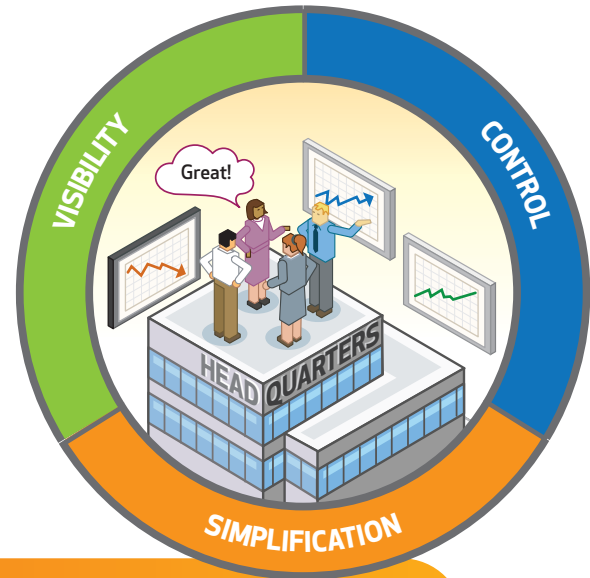 VISIBILITY
CONTROL
Great!
HEAD QUARTERS
SIMPLIFICATION